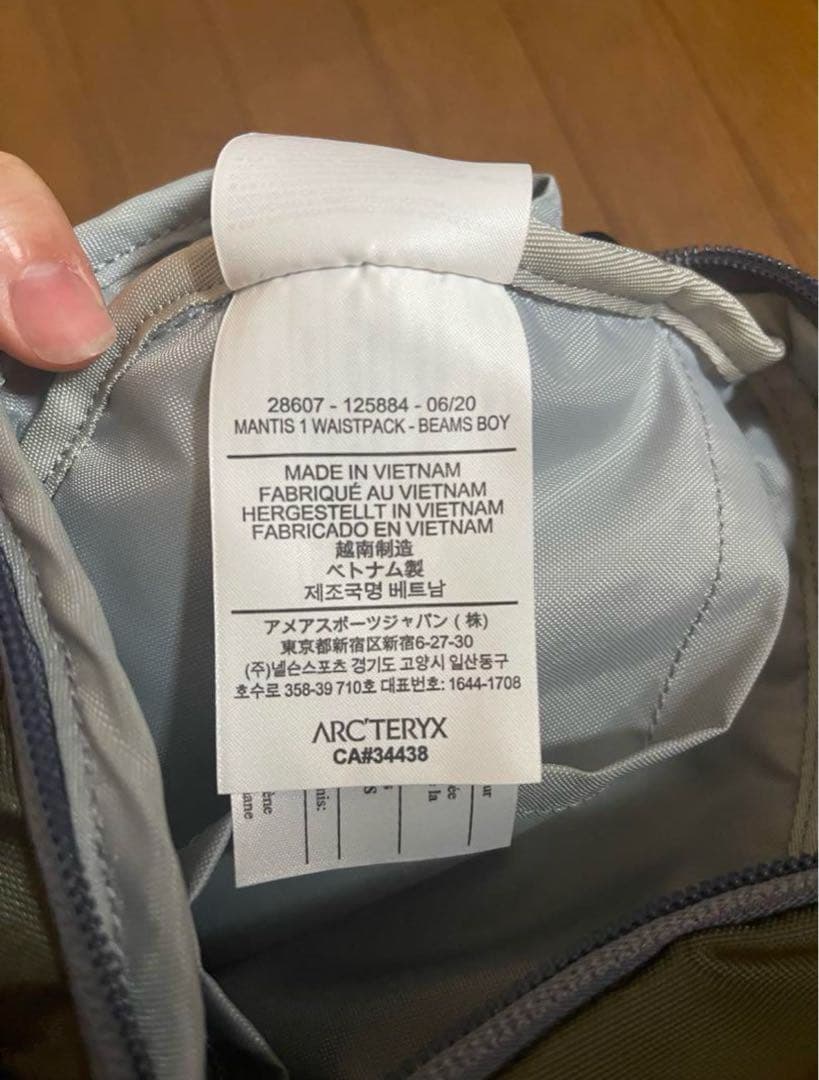 28607 - 125884 - 06/20
MANTIS 1 WAISTPACK - BEAMS BOY
MADE IN VIETNAM
FABRIQUÉ AU VIETNAM
HERGESTELLT IN VIETNAM
FABRICADO EN VIETNAM
越南制造
ベトナム製
제조국명 베트남
アメアスポーツジャパン ( 株)
東京都新宿区新宿6-27-30
(주)넬슨스포츠 경기도 고양시 일산동구
호수로 358-39 710호 대표번호: 1644-1708
ARC'TERYX
CA#34438